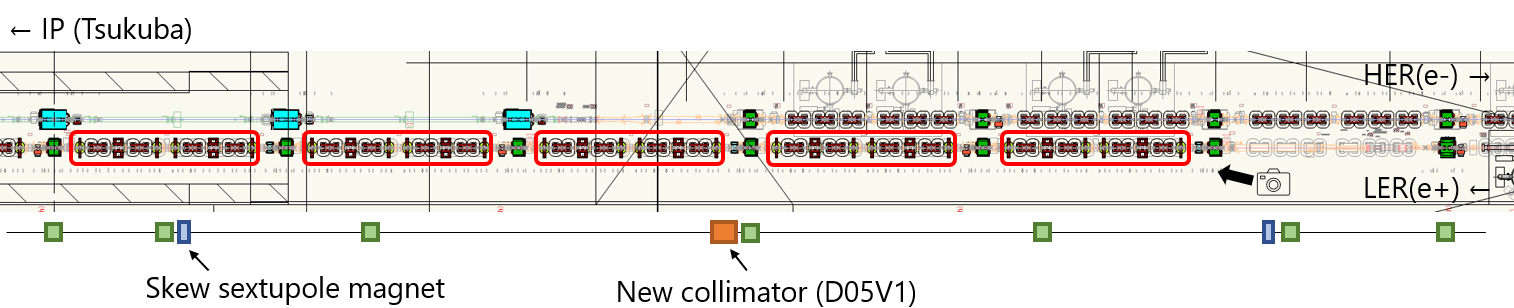 ← IP (Tsukuba)
HER(e-) →
LER(e+) ←
Skew sextupole magnet
New collimator (D05V1)